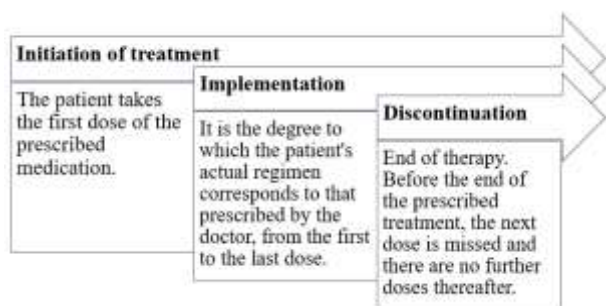 Initiation of treatment
The patient takes
the first dose of the
prescribed
medication.
Implementation
It is the degree to
which the patient's
actual regimen
corresponds to that
prescribed by the
doctor, from the first
to the last dose.
Discontinuation
End of therapy.
Before the end of
the prescribed
treatment, the next
dose is missed and
there are no further
doses thereafter.